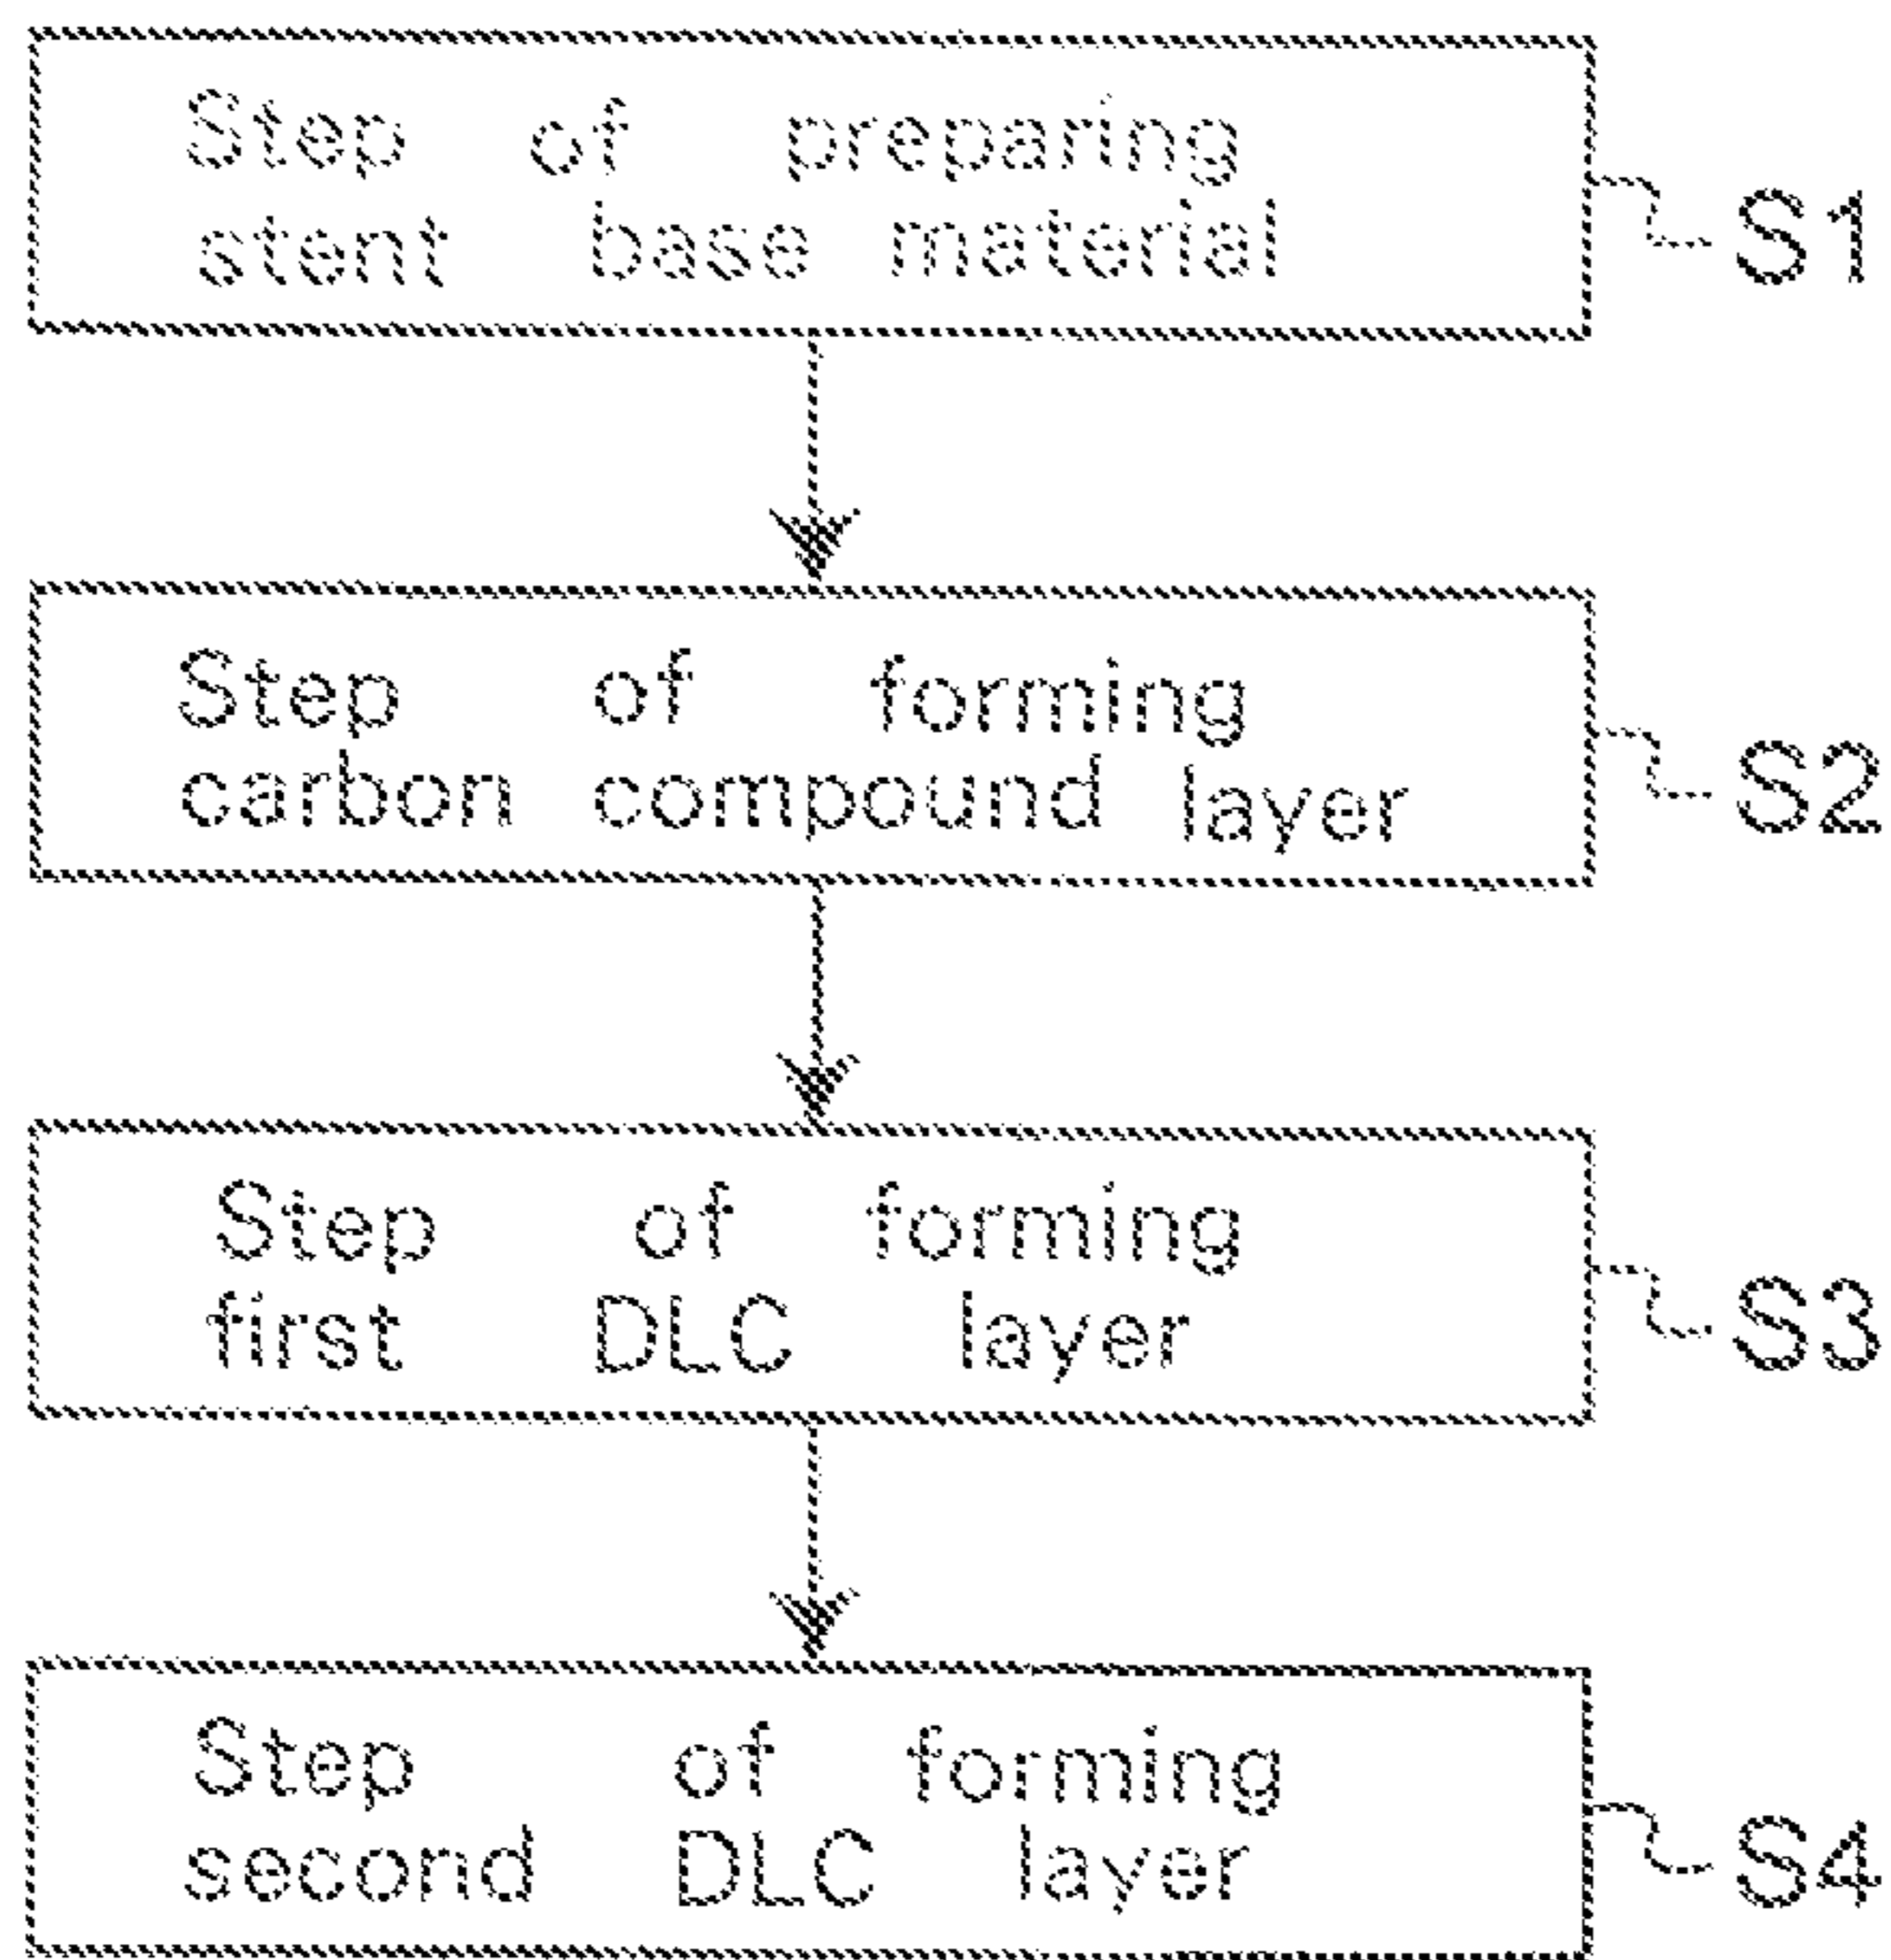 Step of preparing
stent base material
S1
Step of forming
carbon compound layer
S2
Step of forming
first DLC layer
S3
Step of forming
second DLC layer
S4